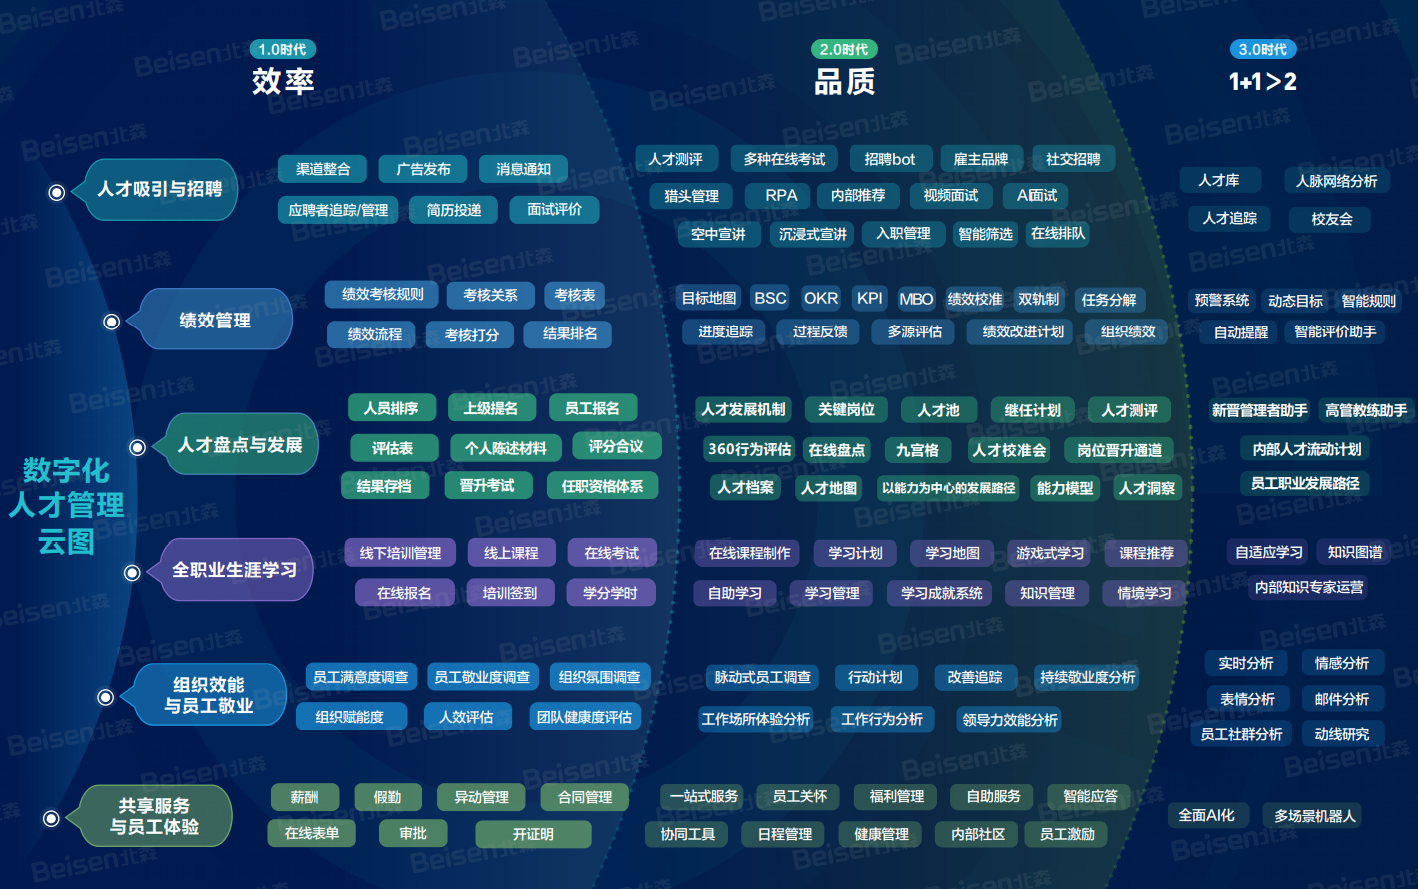 1.0时代
效率
2.0时代
品质
3.0时代
1+1>2
数字化
人才管理
云图
人才吸引与招聘
渠道整合 广告发布 消息通知
应聘者追踪/管理 简历投递 面试评价
人才测评 多种在线考试 招聘bot 雇主品牌 社交招聘
猎头管理 RPA 内部推荐 视频面试 AI面试
空中宣讲 沉浸式宣讲 入职管理 智能筛选 在线排队
人才库 人脉网络分析
人才追踪 校友会
绩效管理
绩效考核规则 考核关系 考核表
绩效流程 考核打分 结果排名
目标地图 BSC OKR KPI MBO 绩效校准 双轨制 任务分解
进度追踪 过程反馈 多源评估 绩效改进计划 组织绩效
预警系统 动态目标 智能规则
自动提醒 智能评价助手
人才盘点与发展
人员排序 上级提名 员工报名
评估表 个人陈述材料 评分合议
结果存档 晋升考试 任职资格体系
人才发展机制 关键岗位 人才池 继任计划 人才测评
360行为评估 在线盘点 九宫格 人才校准会 岗位晋升通道
人才档案 人才地图 以能力为中心的发展路径 能力模型 人才洞察
新晋管理者助手 高管教练助手
内部人才流动计划
员工职业发展路径
全职业生涯学习
线下培训管理 线上课程 在线考试
在线报名 培训签到 学分学时
在线课程制作 学习计划 学习地图 游戏式学习 课程推荐
自助学习 学习管理 学习成就系统 知识管理 情境学习
自适应学习 知识图谱
内部知识专家运营
组织效能
与员工敬业
员工满意度调查 员工敬业度调查 组织氛围调查
组织赋能度 人效评估 团队健康度评估
脉动式员工调查 行动计划 改善追踪 持续敬业度分析
工作场所体验分析 工作行为分析 领导力效能分析
实时分析 情感分析
表情分析 邮件分析
员工社群分析 动线研究
共享服务
与员工体验
薪酬 假勤 异动管理 合同管理
在线表单 审批 开证明
一站式服务 员工关怀 福利管理 自助服务 智能应答
协同工具 日程管理 健康管理 内部社区 员工激励
全面AI化 多场景机器人
Beisen北森